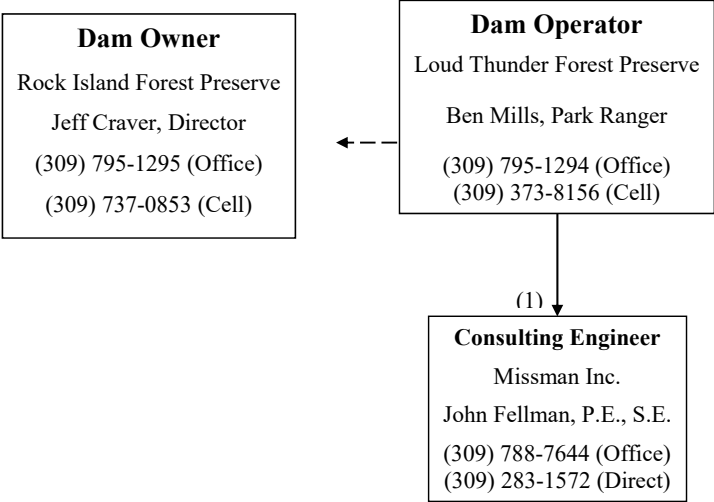 Dam Owner
Rock Island Forest Preserve
Jeff Craver, Director
(309) 795-1295 (Office)
(309) 737-0853 (Cell)
Dam Operator
Loud Thunder Forest Preserve
Ben Mills, Park Ranger
(309) 795-1294 (Office)
(309) 373-8156 (Cell)
(1)
Consulting Engineer
Missman Inc.
John Fellman, P.E., S.E.
(309) 788-7644 (Office)
(309) 283-1572 (Direct)